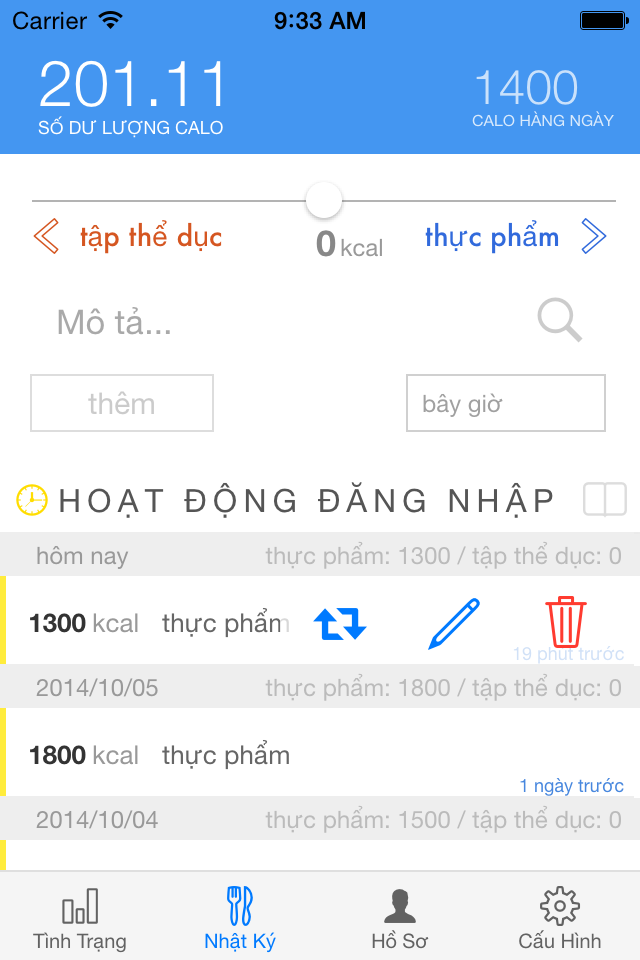 Carrier 9:33 AM
201.11 1400
SỐ DƯ LƯỢNG CALO CALO HÀNG NGÀY
tập thể dục 0 kcal thực phẩm
Mô tả...
thêm bây giờ
HOẠT ĐỘNG ĐĂNG NHẬP
hôm nay thực phẩm: 1300 / tập thể dục: 0
1300 kcal thực phẩm
19 phút trước
2014/10/05 thực phẩm: 1800 / tập thể dục: 0
1800 kcal thực phẩm
1 ngày trước
2014/10/04 thực phẩm: 1500 / tập thể dục: 0
Tình Trạng Nhật Ký Hồ Sơ Cấu Hình